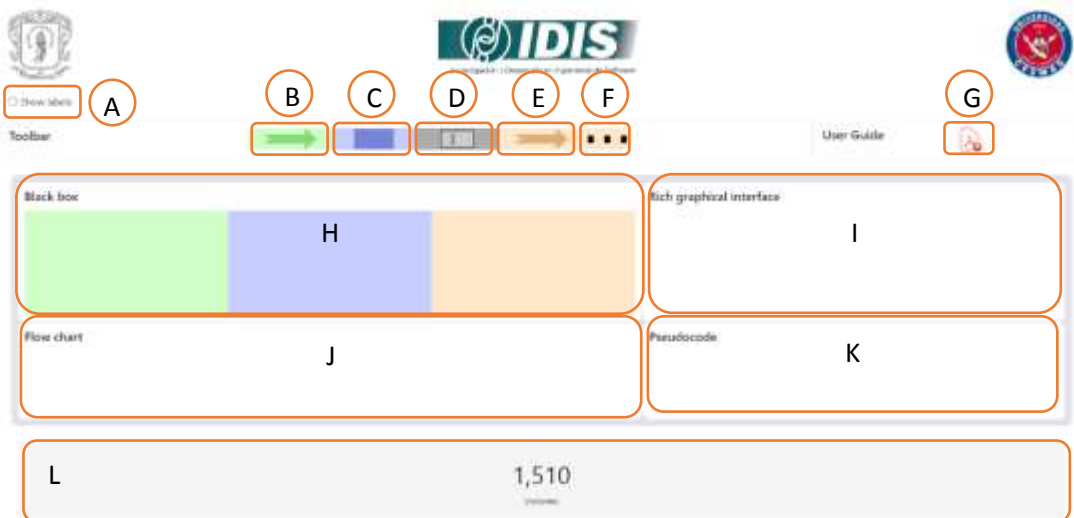 IDIS
Show labels
A
B
C
D
E
F
G
Toolbar
User Guide
Black box
Rich graphical interface
H
I
Flow chart
Pseudocode
J
K
L
1,510